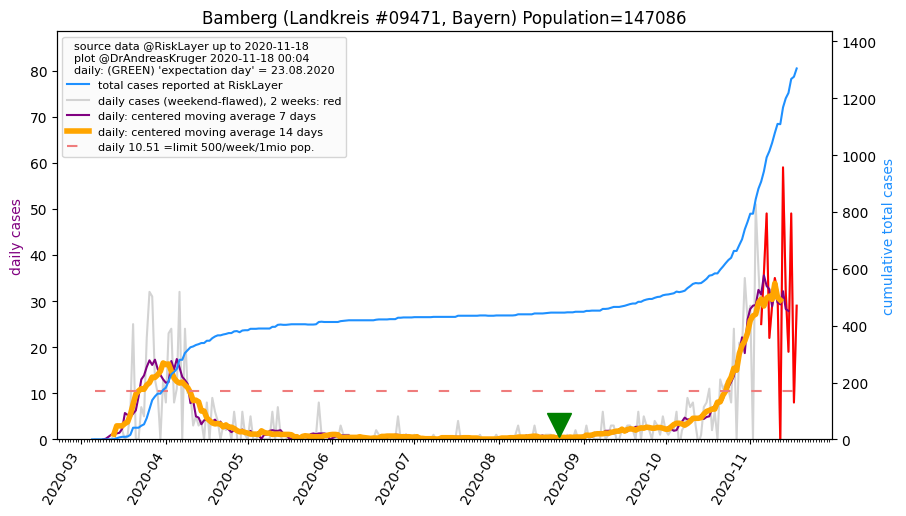 Bamberg (Landkreis #09471, Bayern) Population=147086
source data @RiskLayer up to 2020-11-18
plot @DrAndreasKruger 2020-11-18 00:04
daily: (GREEN) 'expectation day' = 23.08.2020
total cases reported at RiskLayer
daily cases (weekend-flawed), 2 weeks: red
daily: centered moving average 7 days
daily: centered moving average 14 days
daily 10.51 =limit 500/week/1mio pop.
daily cases
80
70
60
50
40
30
20
10
0
cumulative total cases
1400
1200
1000
800
600
400
200
0
2020-03
2020-04
2020-05
2020-06
2020-07
2020-08
2020-09
2020-10
2020-11